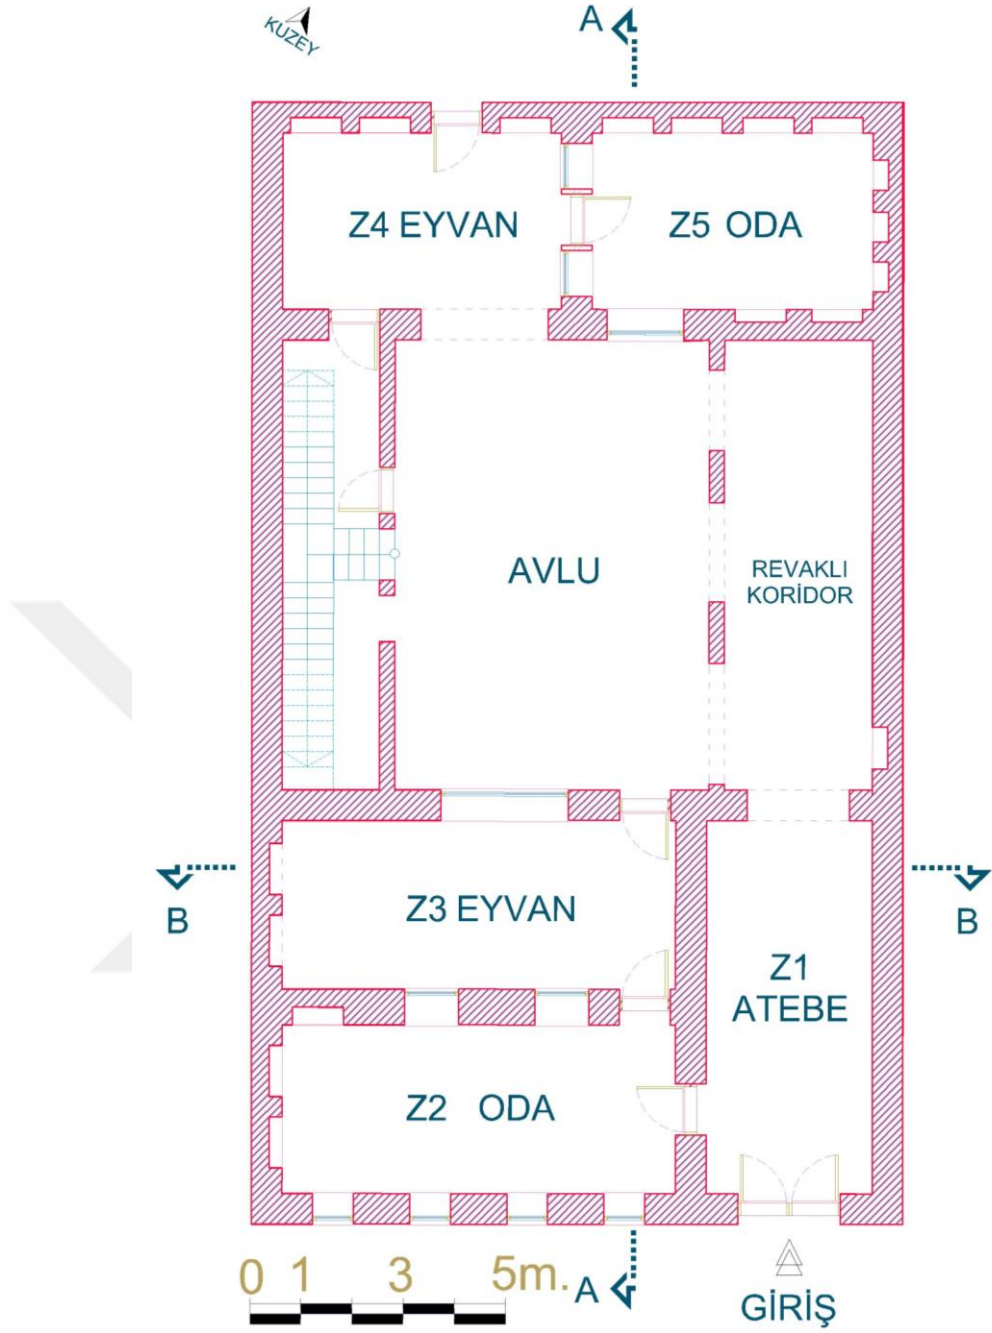 KUZEY
A
Z4 EYVAN
Z5 ODA
AVLU
REVAKLI
KORİDOR
B
Z3 EYVAN
B
Z1
ATEBE
Z2 ODA
0 1 3 5m.
A
GİRİŞ